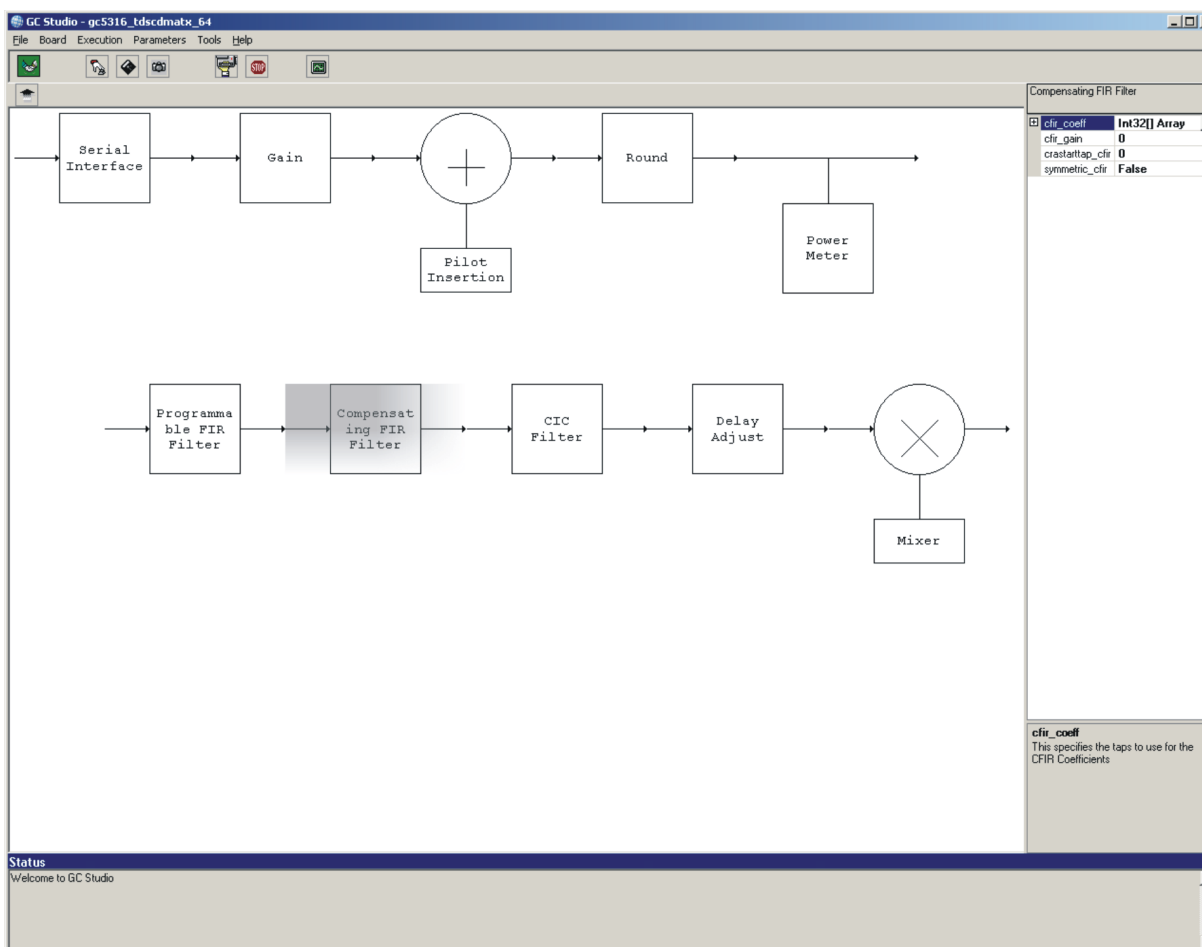 GC Studio - gc5316_tdscdmatx_64
File Board Execution Parameters Tools Help
STOP
Compensating FIR Filter
cfir_coeff Int32[] Array
cfir_gain 0
crastarttap_cfir 0
symmetric_cfir False
Serial
Interface
Gain
Round
Pilot
Insertion
Power
Meter
Programma
ble FIR
Filter
Compensat
ing FIR
Filter
CIC
Filter
Delay
Adjust
Mixer
cfir_coeff
This specifies the taps to use for the
CFIR Coefficients
Status
Welcome to GC Studio